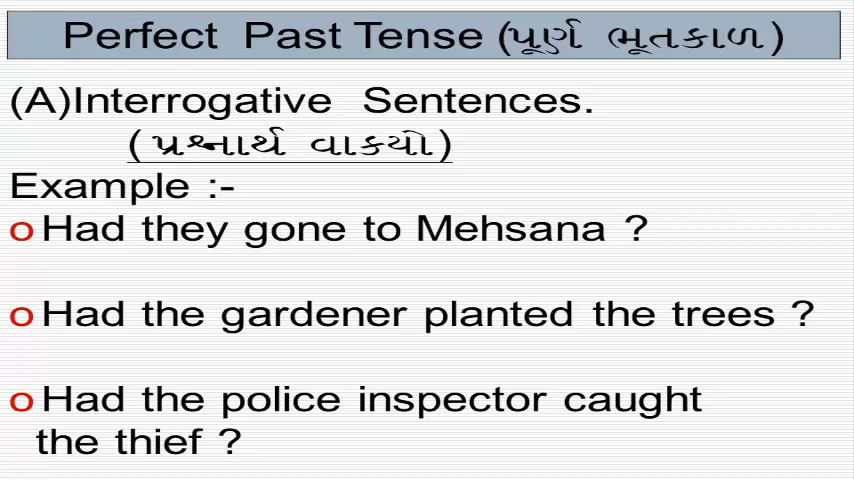 Perfect Past Tense (પૂર્ણ ભૂતકાળ)
(A)Interrogative Sentences.
( પ્રશ્નાર્થ વાકયો)
Example :-
o Had they gone to Mehsana ?
o Had the gardener planted the trees ?
o Had the police inspector caught
the thief ?